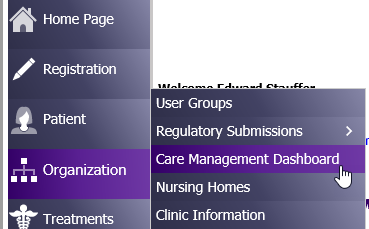 Home Page
Registration
Welcome Edward Stauffer
Patient
User Groups
Regulatory Submissions
Organization
Care Management Dashboard
Nursing Homes
Treatments
Clinic Information